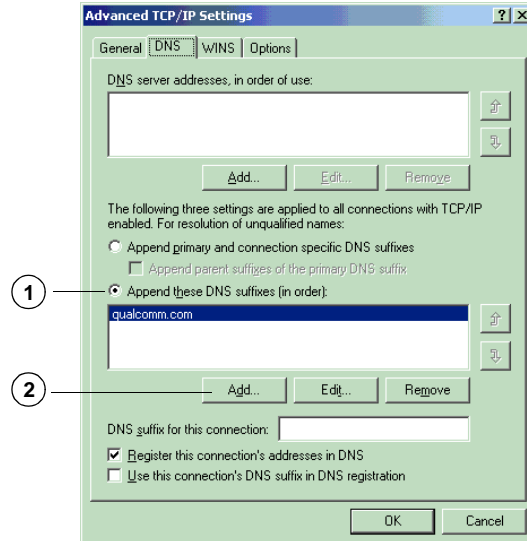 Advanced TCP/IP Settings
General DNS WINS Options
DNS server addresses, in order of use:
Add... Edit... Remove
The following three settings are applied to all connections with TCP/IP
enabled. For resolution of unqualified names:
Append primary and connection specific DNS suffixes
Append parent suffixes of the primary DNS suffix
1
Append these DNS suffixes (in order):
qualcomm.com
2
Add... Edit... Remove
DNS suffix for this connection:
Register this connection's addresses in DNS
Use this connection's DNS suffix in DNS registration
OK Cancel